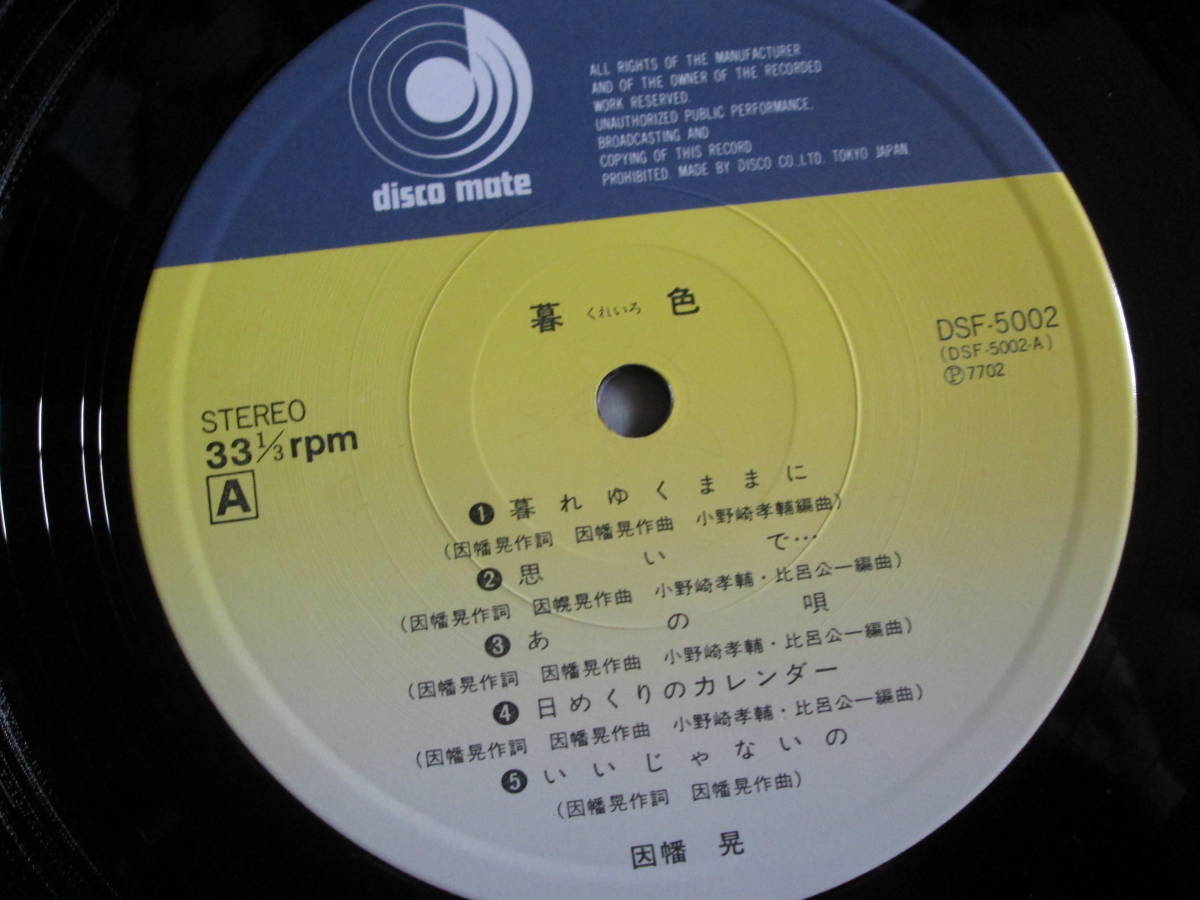 disco mate
ALL RIGHTS OF THE MANUFACTURER
AND OF THE OWNER OF THE RECORDED
WORK RESERVED.
UNAUTHORIZED PUBLIC PERFORMANCE,
BROADCASTING AND
COPYING OF THIS RECORD
PROHIBITED. MADE BY DISCO CO.,LTD. TOKYO JAPAN.
暮 くれいろ 色
DSF-5002
(DSF-5002-A)
Ⓟ7702
STEREO
33 1/3 rpm
A
❶ 暮れゆくままに
(因幡晃作詞 因幡晃作曲 小野崎孝輔編曲)
❷ 思いで…
(因幡晃作詞 因幌晃作曲 小野崎孝輔・比呂公一編曲)
❸ あの唄
(因幡晃作詞 因幡晃作曲 小野崎孝輔・比呂公一編曲)
❹ 日めくりのカレンダー
(因幡晃作詞 因幡晃作曲 小野崎孝輔・比呂公一編曲)
❺ いいじゃないの
(因幡晃作詞 因幡晃作曲)
因幡 晃